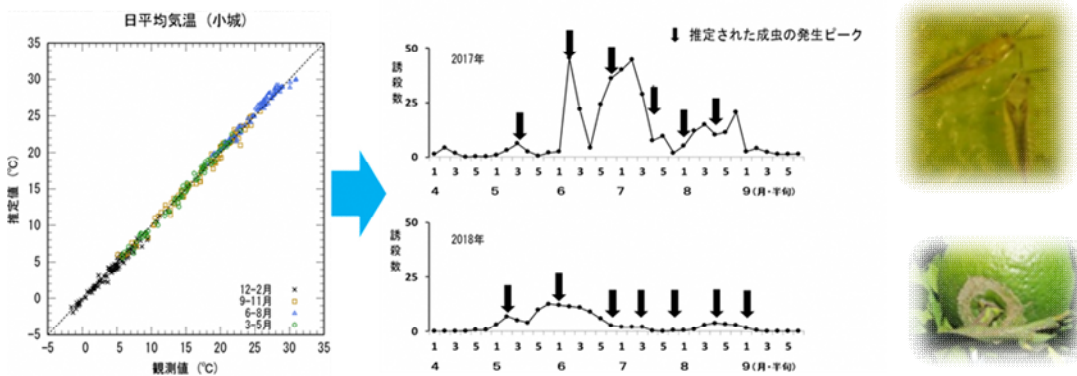 日平均気温（小城）
35
30
25
20
15
10
5
0
−5
推定値（℃）
12−2月
9−11月
6−8月
3−5月
−5 0 5 10 15 20 25 30 35
観測値（℃）
推定された成虫の発生ピーク
2017年
誘殺数
50
25
0
1 3 5 1 3 5 1 3 5 1 3 5 1 3 5 1 3 5
4 5 6 7 8 9(月・半旬)
2018年
誘殺数
50
25
0
1 3 5 1 3 5 1 3 5 1 3 5 1 3 5 1 3 5
4 5 6 7 8 9(月・半旬)